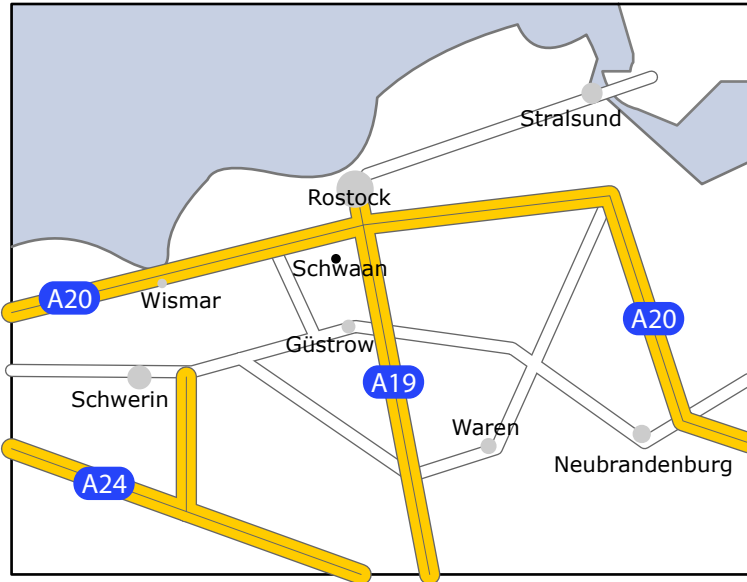 Stralsund
Rostock
Schwaan
A20
Wismar
A20
Güstrow
A19
Schwerin
Waren
Neubrandenburg
A24